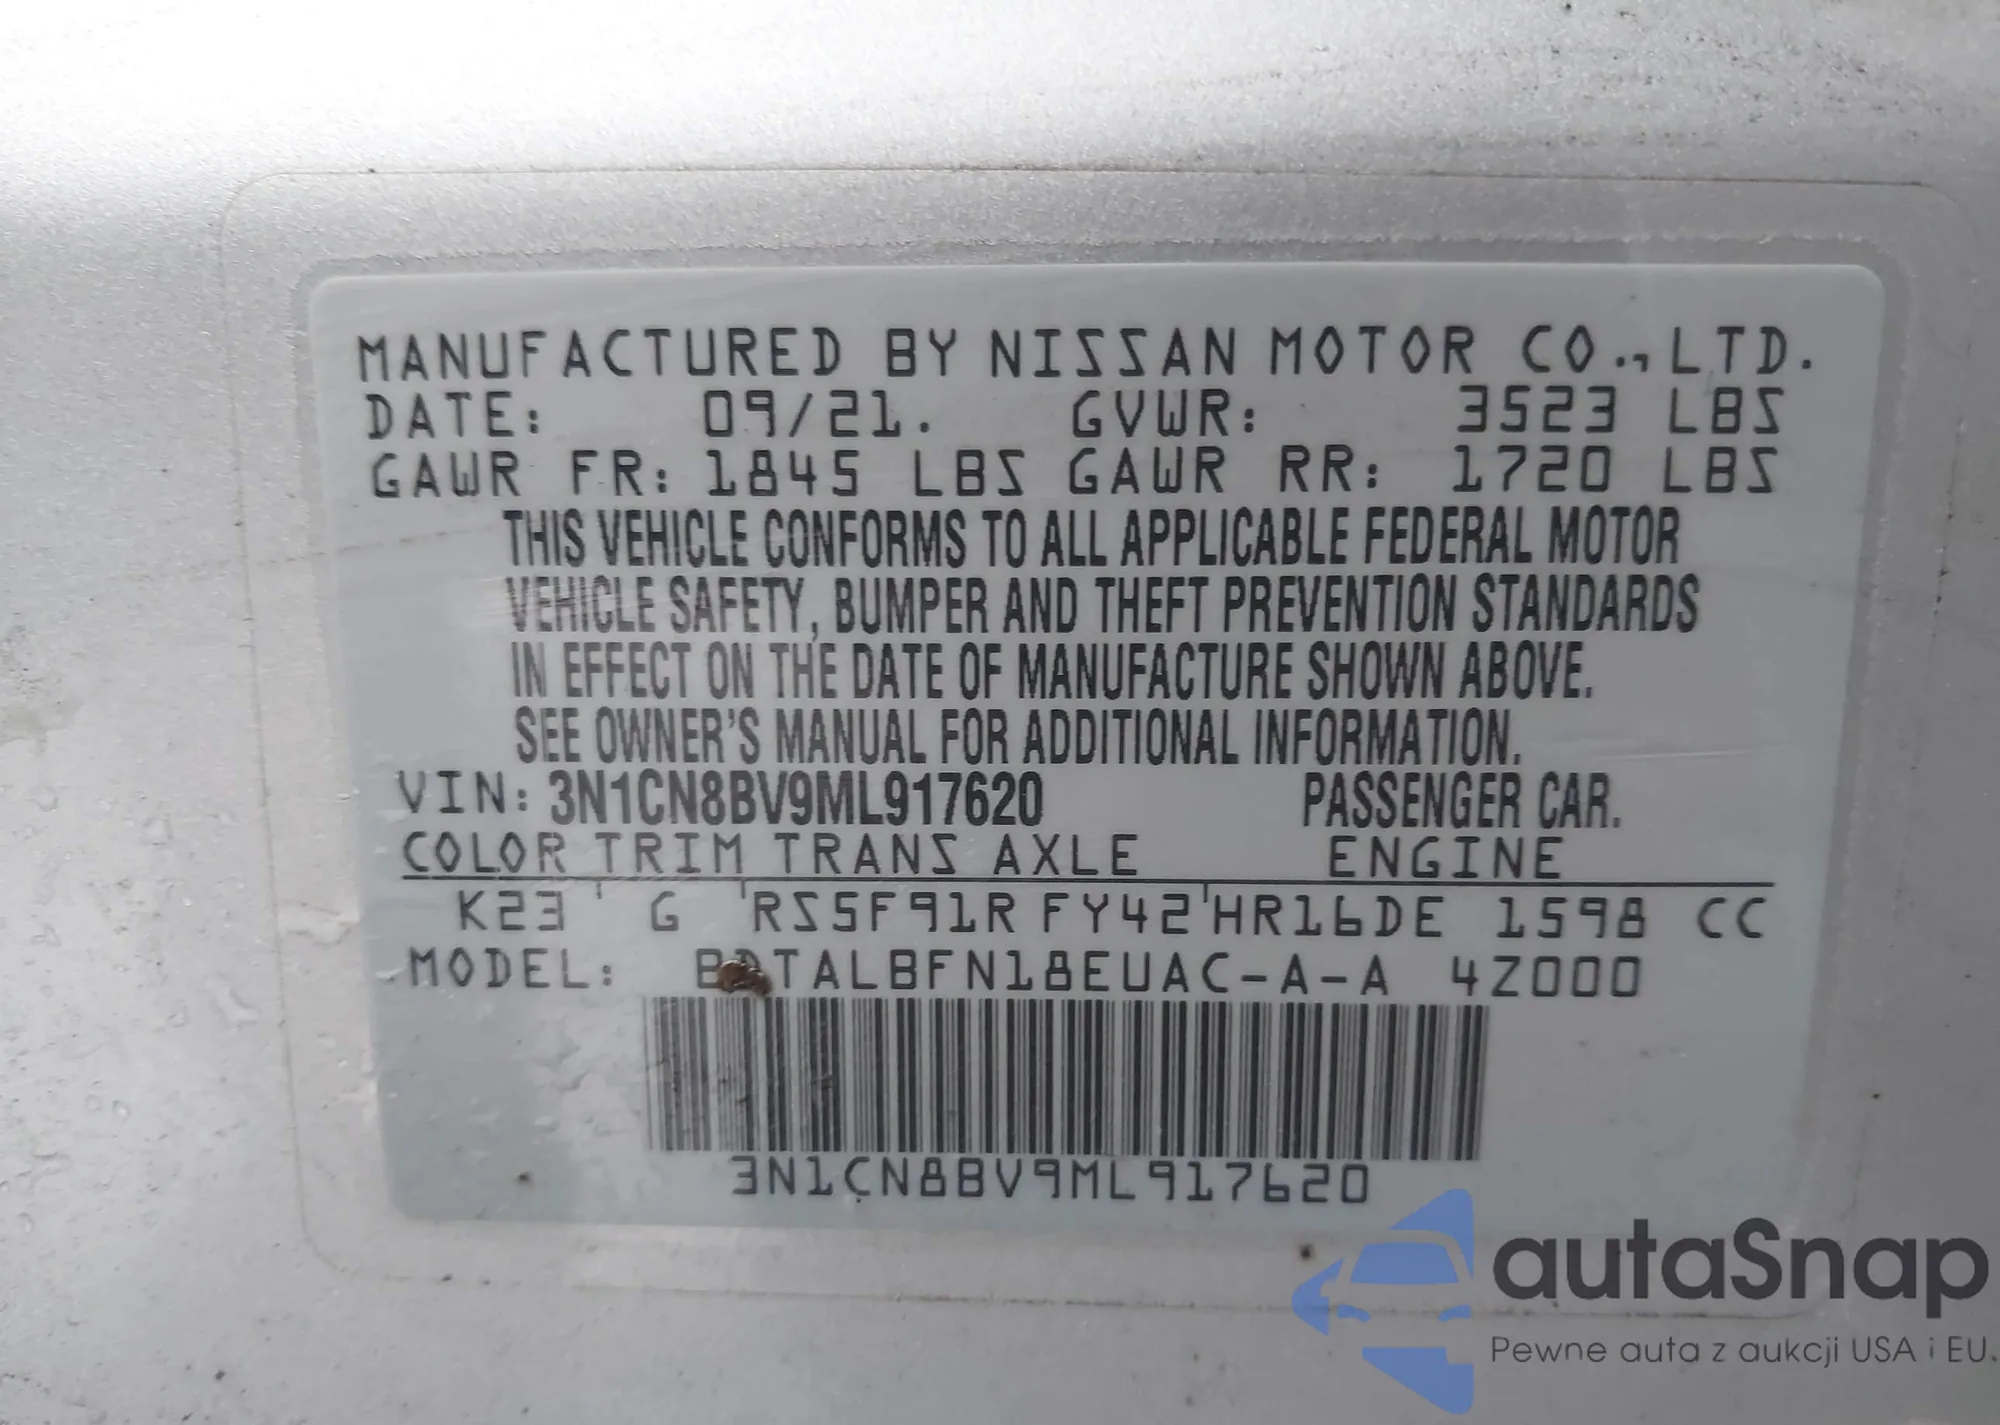 MANUFACTURED BY NISSAN MOTOR CO., LTD.
DATE: 09/21. GVWR: 3523 LBS
GAWR FR: 1845 LBS GAWR RR: 1720 LBS
THIS VEHICLE CONFORMS TO ALL APPLICABLE FEDERAL MOTOR
VEHICLE SAFETY, BUMPER AND THEFT PREVENTION STANDARDS
IN EFFECT ON THE DATE OF MANUFACTURE SHOWN ABOVE.
SEE OWNER'S MANUAL FOR ADDITIONAL INFORMATION.
VIN: 3N1CN8BV9ML917620 PASSENGER CAR.
COLOR TRIM TRANS AXLE ENGINE
K23 G RS5F91R FY42 HR16DE 1598 CC
MODEL: 4Z000
3N1CN8BV9ML917620
autaSnap
Pewne auta z aukcji USA i EU.